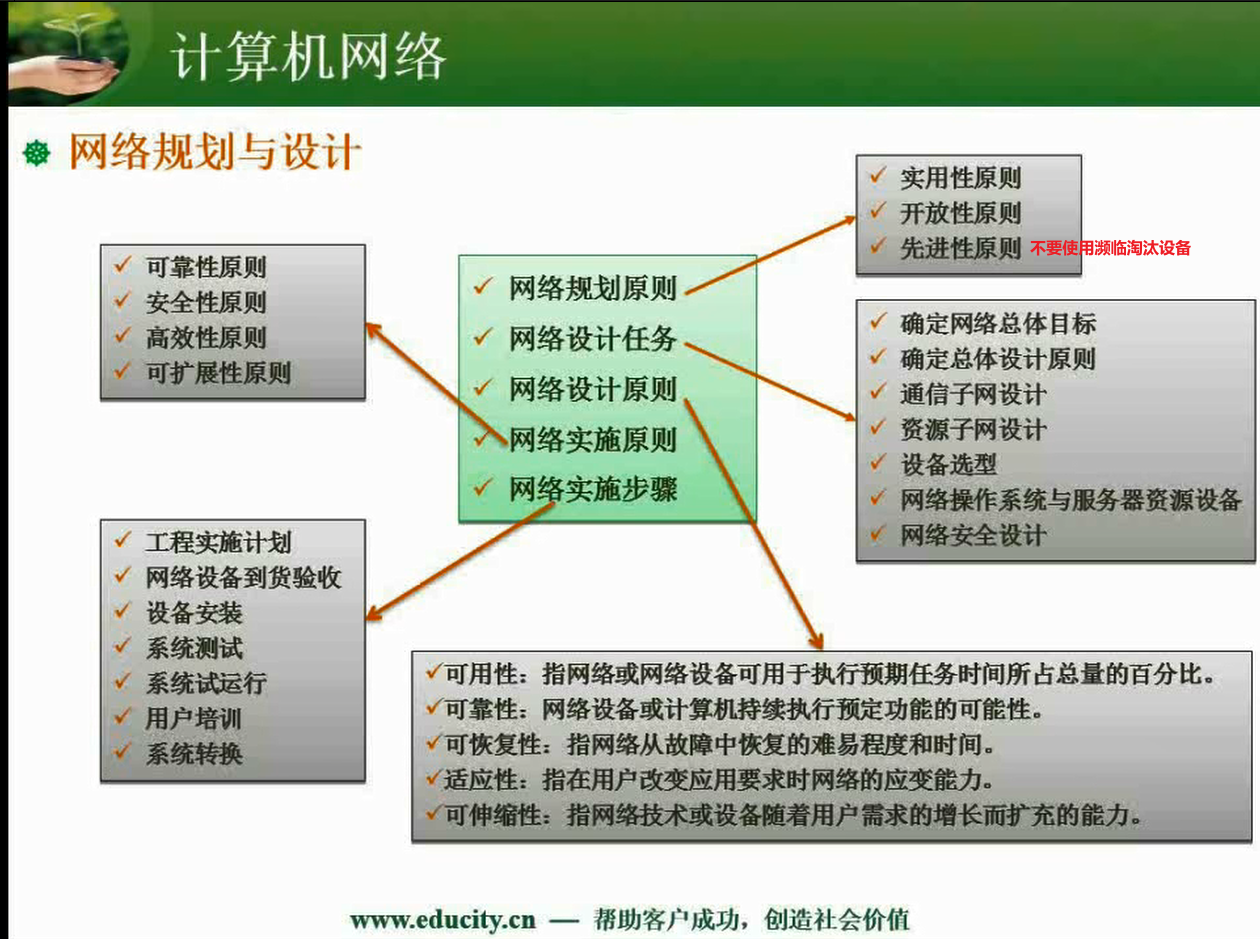 计算机网络
网络规划与设计
实用性原则
开放性原则
先进性原则 不要使用濒临淘汰设备
可靠性原则
安全性原则
高效性原则
可扩展性原则
网络规划原则
网络设计任务
网络设计原则
网络实施原则
网络实施步骤
确定网络总体目标
确定总体设计原则
通信子网设计
资源子网设计
设备选型
网络操作系统与服务器资源设备
网络安全设计
工程实施计划
网络设备到货验收
设备安装
系统测试
系统试运行
用户培训
系统转换
可用性：指网络或网络设备可用于执行预期任务时间所占总量的百分比。
可靠性：网络设备或计算机持续执行预定功能的可能性。
可恢复性：指网络从故障中恢复的难易程度和时间。
适应性：指在用户改变应用要求时网络的应变能力。
可伸缩性：指网络技术或设备随着用户需求的增长而扩充的能力。
www.educity.cn — 帮助客户成功，创造社会价值